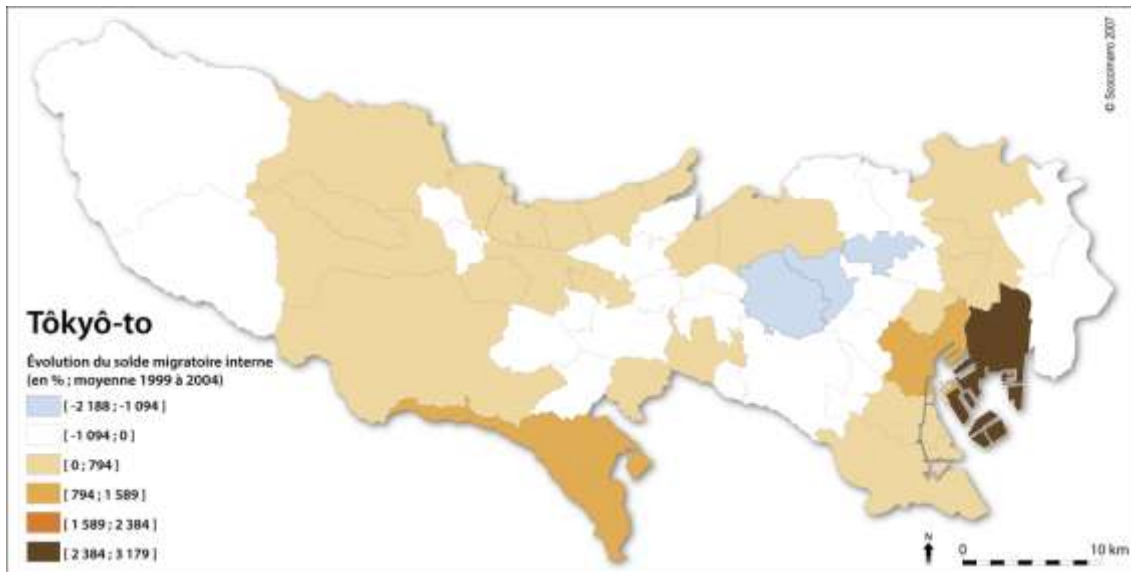 © Scoccimarro 2007
Tôkyô-to
Évolution du solde migratoire interne
(en % ; moyenne 1999 à 2004)
[ -2 188 ; -1 094 ]
[ -1 094 ; 0 ]
[ 0 ; 794 ]
[ 794 ; 1 589 ]
[ 1 589 ; 2 384 ]
[ 2 384 ; 3 179 ]
N
0 10 km